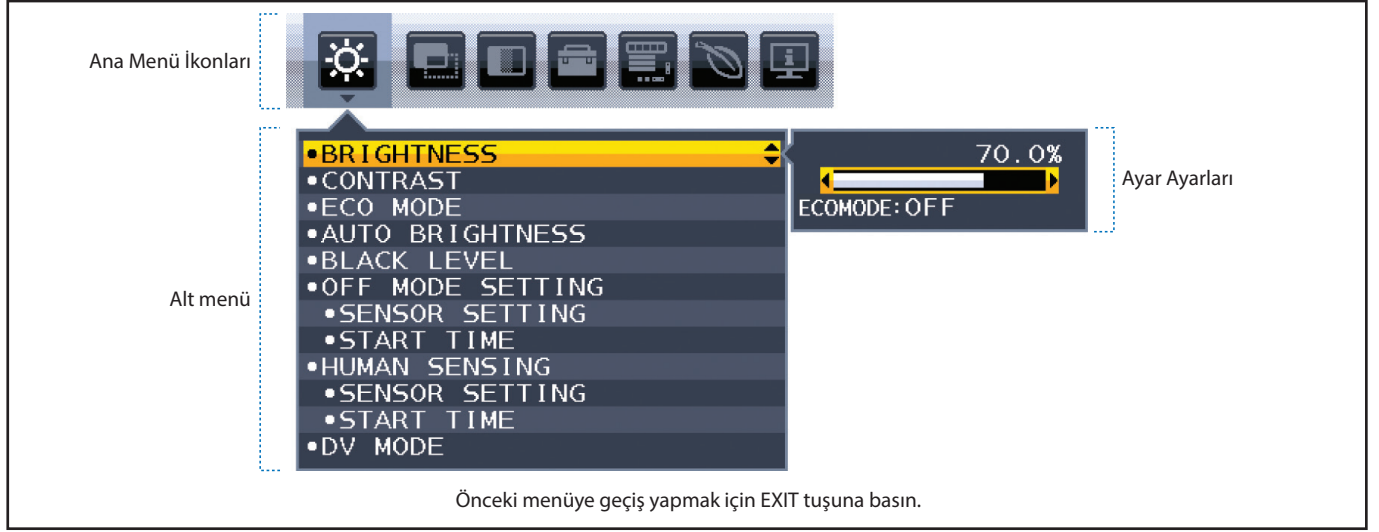 Ana Menü İkonları
•BRIGHTNESS
70.0%
•CONTRAST
•ECO MODE
ECOMODE:OFF
Ayar Ayarları
•AUTO BRIGHTNESS
•BLACK LEVEL
•OFF MODE SETTING
Alt menü
•SENSOR SETTING
•START TIME
•HUMAN SENSING
•SENSOR SETTING
•START TIME
•DV MODE
Önceki menüye geçiş yapmak için EXIT tuşuna basın.